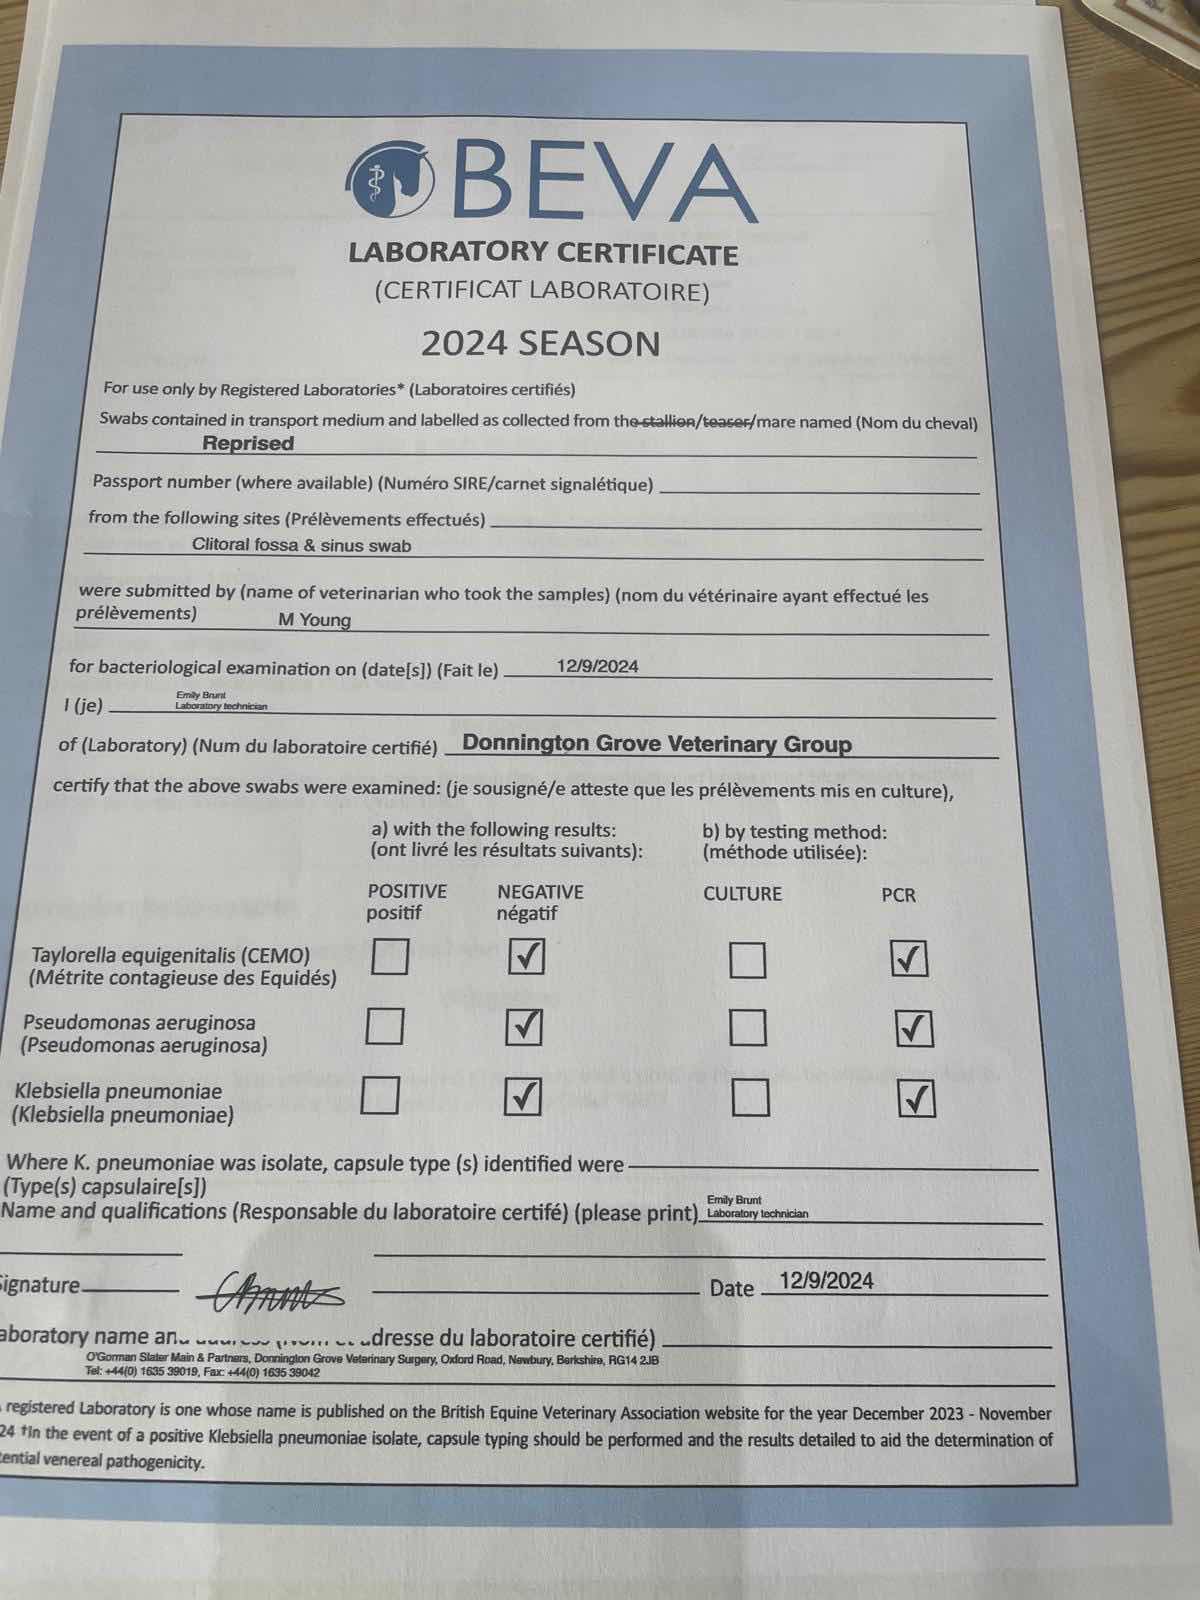 BEVA
LABORATORY CERTIFICATE
(CERTIFICAT LABORATOIRE)
2024 SEASON
For use only by Registered Laboratories* (Laboratoires certifiés)
Swabs contained in transport medium and labelled as collected from the stallion/teaser/mare named (Nom du cheval)
Reprised
Passport number (where available) (Numéro SIRE/carnet signalétique)
from the following sites (Prélèvements effectués)
Clitoral fossa & sinus swab
were submitted by (name of veterinarian who took the samples) (nom du vétérinaire ayant effectué les
prélèvements) M Young
for bacteriological examination on (date[s]) (Fait le) 12/9/2024
Emily Brunt
I (je) Laboratory technician
of (Laboratory) (Num du laboratoire certifié) Donnington Grove Veterinary Group
certify that the above swabs were examined: (je sousigné/e atteste que les prélèvements mis en culture),
a) with the following results: b) by testing method:
(ont livré les résultats suivants): (méthode utilisée):
POSITIVE NEGATIVE CULTURE PCR
positif négatif
Taylorella equigenitalis (CEMO)
(Métrite contagieuse des Equidés)
Pseudomonas aeruginosa
(Pseudomonas aeruginosa)
Klebsiella pneumoniae
(Klebsiella pneumoniae)
Where K. pneumoniae was isolate, capsule type (s) identified were
(Type(s) capsulaire[s])
Emily Brunt
Name and qualifications (Responsable du laboratoire certifé) (please print) Laboratory technician
ignature Date 12/9/2024
aboratory name an dresse du laboratoire certifié)
O'Gorman Slater Main & Partners, Donnington Grove Veterinary Surgery, Oxford Road, Newbury, Berkshire, RG14 2JB
Tel: +44(0) 1635 39019, Fax: +44(0) 1635 39042
registered Laboratory is one whose name is published on the British Equine Veterinary Association website for the year December 2023 - November
24 †In the event of a positive Klebsiella pneumoniae isolate, capsule typing should be performed and the results detailed to aid the determination of
tential venereal pathogenicity.